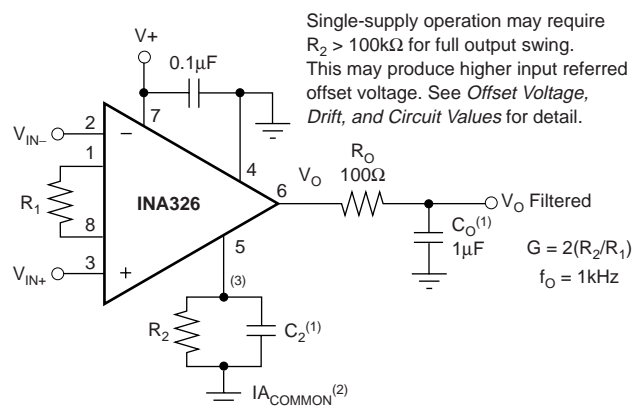 Single-supply operation may require
R2 > 100kΩ for full output swing.
This may produce higher input referred
offset voltage. See Offset Voltage,
Drift, and Circuit Values for detail.
V+
0.1µF
7
VIN–
2
–
1
4
R1
INA326
6
VO
RO
100Ω
VO Filtered
8
5
CO(1)
1µF
G = 2(R2/R1)
fO = 1kHz
VIN+
3
+
(3)
R2
C2(1)
IACOMMON(2)